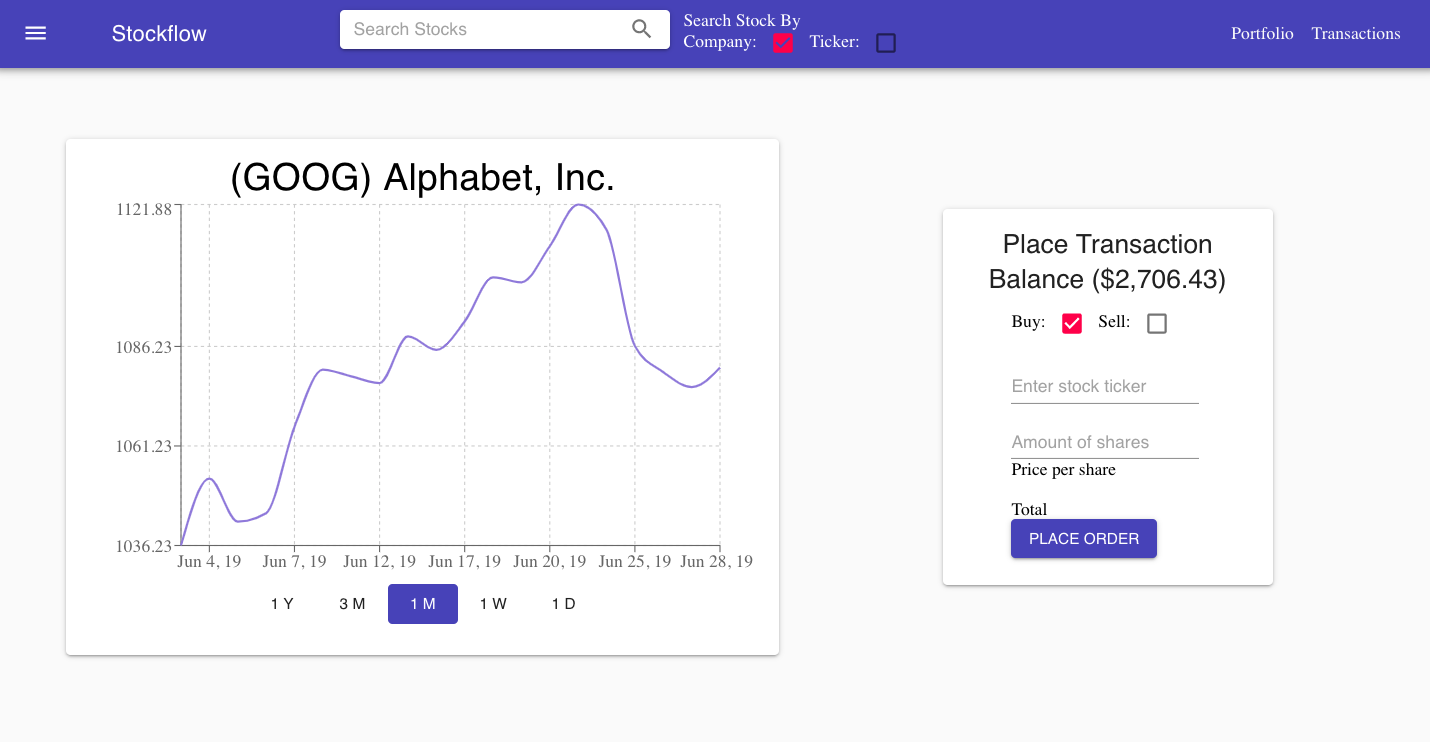 Stockflow
Search Stocks
Search Stock By
Company: Ticker:
Portfolio Transactions
(GOOG) Alphabet, Inc.
1121.88
1086.23
1061.23
1036.23
Jun 4, 19 Jun 7, 19 Jun 12, 19 Jun 17, 19 Jun 20, 19 Jun 25, 19 Jun 28, 19
1 Y 3 M 1 M 1 W 1 D
Place Transaction
Balance ($2,706.43)
Buy: Sell:
Enter stock ticker
Amount of shares
Price per share
Total
PLACE ORDER